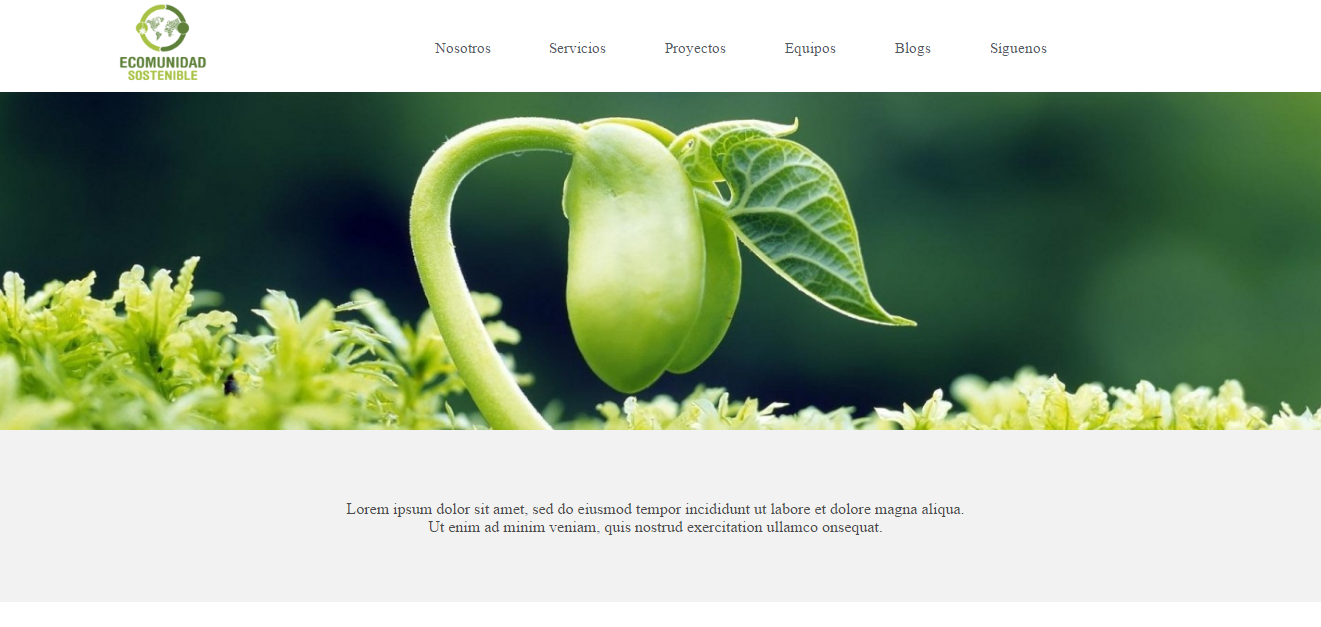 ECOMUNIDAD
SOSTENIBLE
Nosotros Servicios Proyectos Equipos Blogs Siguenos
Lorem ipsum dolor sit amet, sed do eiusmod tempor incididunt ut labore et dolore magna aliqua.
Ut enim ad minim veniam, quis nostrud exercitation ullamco onsequat.